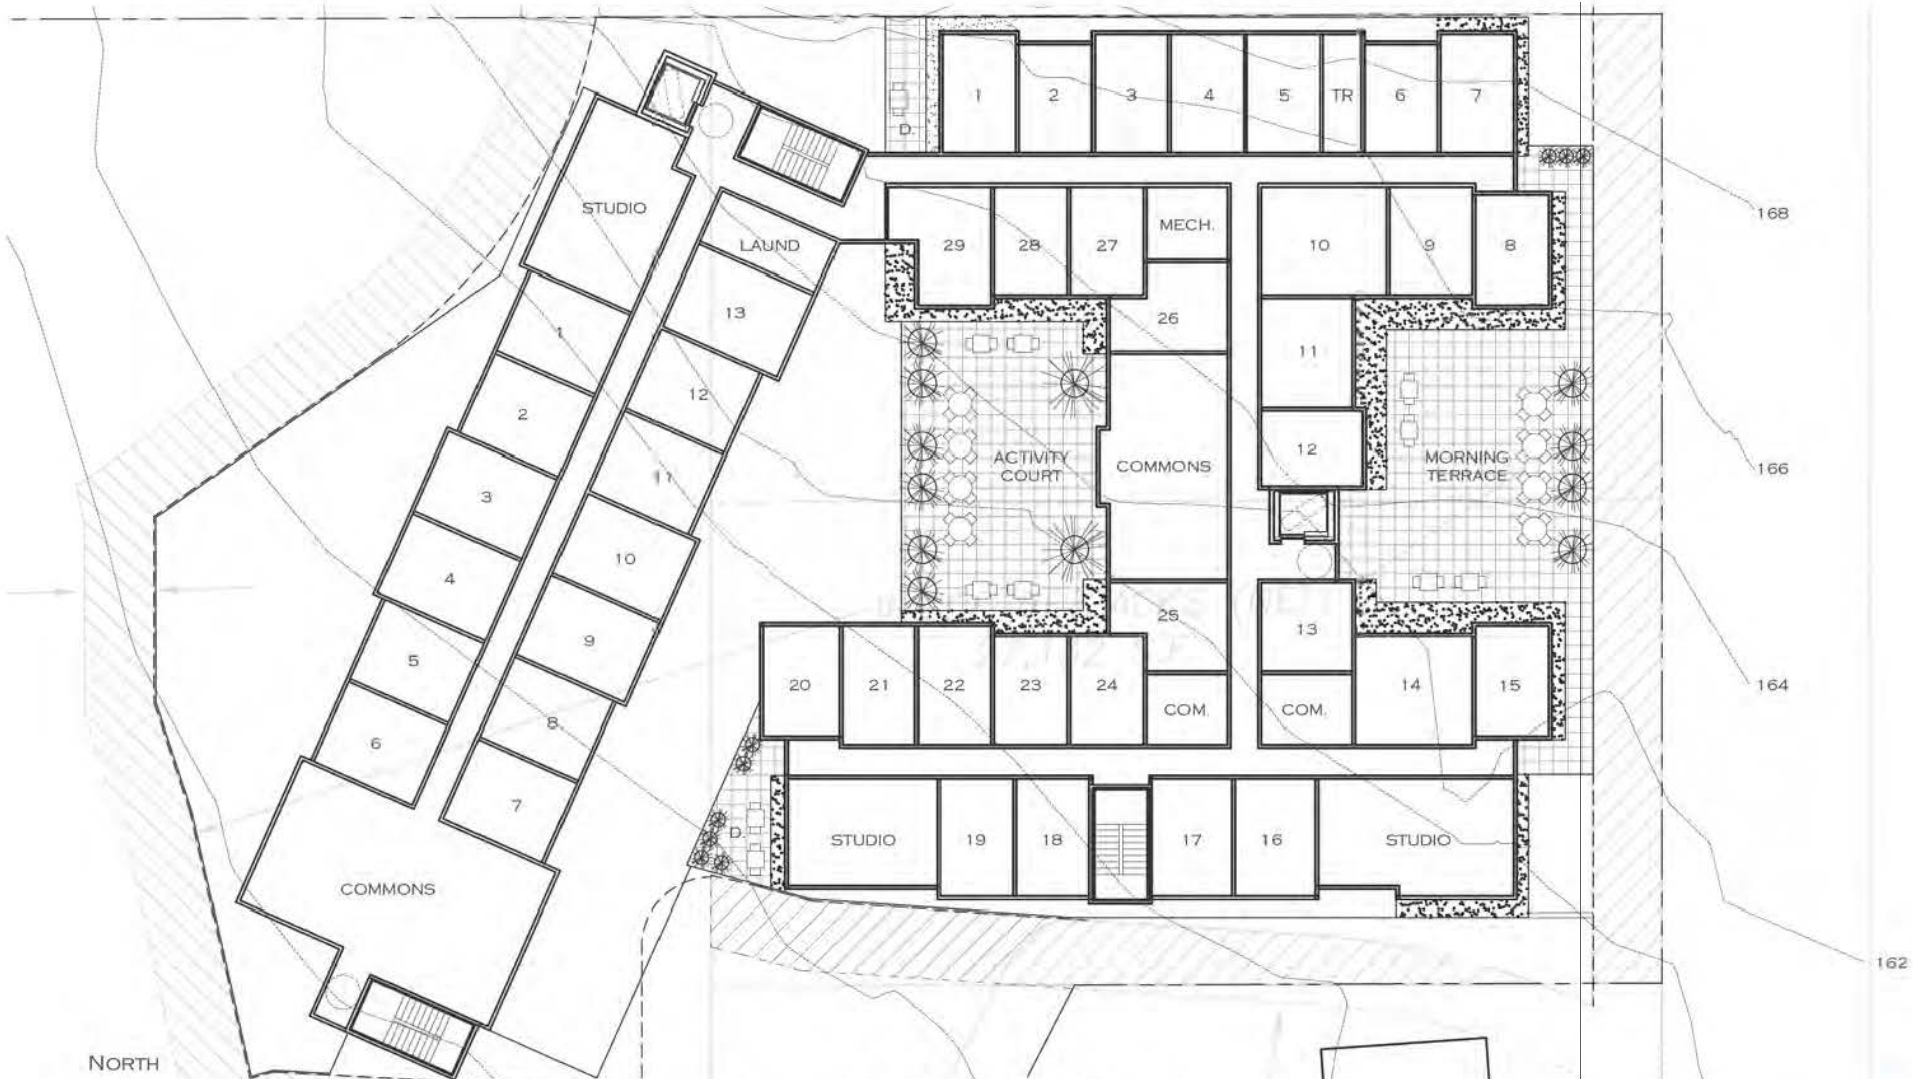 1
2
3
4
5
TR
6
7
D.
168
STUDIO
LAUND
29
28
27
MECH.
10
9
8
13
1
26
11
12
2
ACTIVITY
COURT
COMMONS
12
MORNING
TERRACE
166
11
3
10
4
25
13
9
5
20
21
22
23
24
COM.
COM.
14
15
164
8
6
7
D.
STUDIO
19
18
17
16
STUDIO
COMMONS
162
NORTH